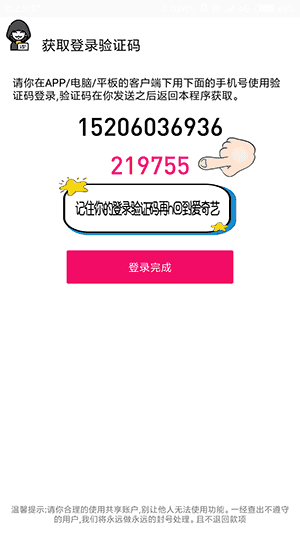 获取登录验证码
请你在APP/电脑/平板的客户端下用下面的手机号使用验
证码登录,验证码在你发送之后返回本程序获取。
15206036936
219755
记住你的登录验证码再n回到爱奇艺
登录完成
温馨提示:请你合理的使用共享账户,别让他人无法使用功能。一经查出不遵守
的用户,我们将永远做永远的封号处理。且不退回款项